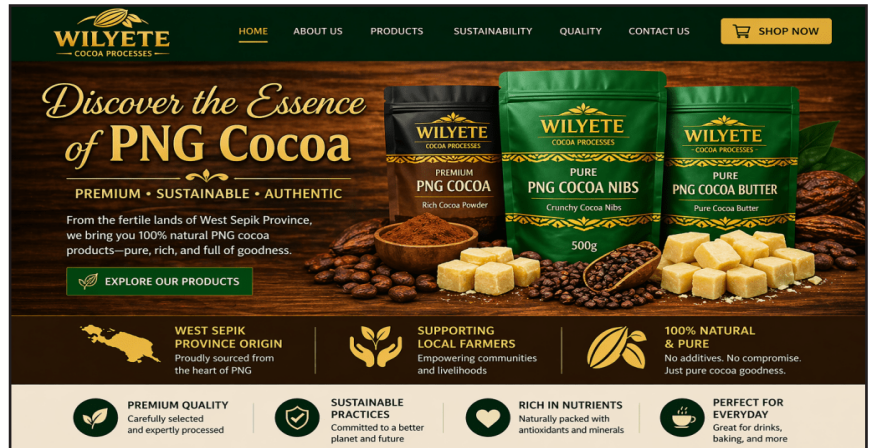 WILYETE
COCOA PROCESSES
HOME
ABOUT US
PRODUCTS
SUSTAINABILITY
QUALITY
CONTACT US
SHOP NOW
Discover the Essence
of PNG Cocoa
PREMIUM • SUSTAINABLE • AUTHENTIC
From the fertile lands of West Sepik Province,
we bring you 100% natural PNG cocoa
products—pure, rich, and full of goodness.
EXPLORE OUR PRODUCTS
WILYETE
COCOA PROCESSES
PREMIUM
PNG COCOA
Rich Cocoa Powder
WILYETE
COCOA PROCESSES
PURE
PNG COCOA NIBS
Crunchy Cocoa Nibs
500g
WILYETE
COCOA PROCESSES
PURE
PNG COCOA BUTTER
Pure Cocoa Butter
WEST SEPIK
PROVINCE ORIGIN
Proudly sourced from
the heart of PNG
SUPPORTING
LOCAL FARMERS
Empowering communities
and livelihoods
100% NATURAL
& PURE
No additives. No compromise.
Just pure cocoa goodness.
PREMIUM QUALITY
Carefully selected
and expertly processed
SUSTAINABLE
PRACTICES
Committed to a better
planet and future
RICH IN NUTRIENTS
Naturally packed with
antioxidants and minerals
PERFECT FOR
EVERYDAY
Great for drinks,
baking, and more